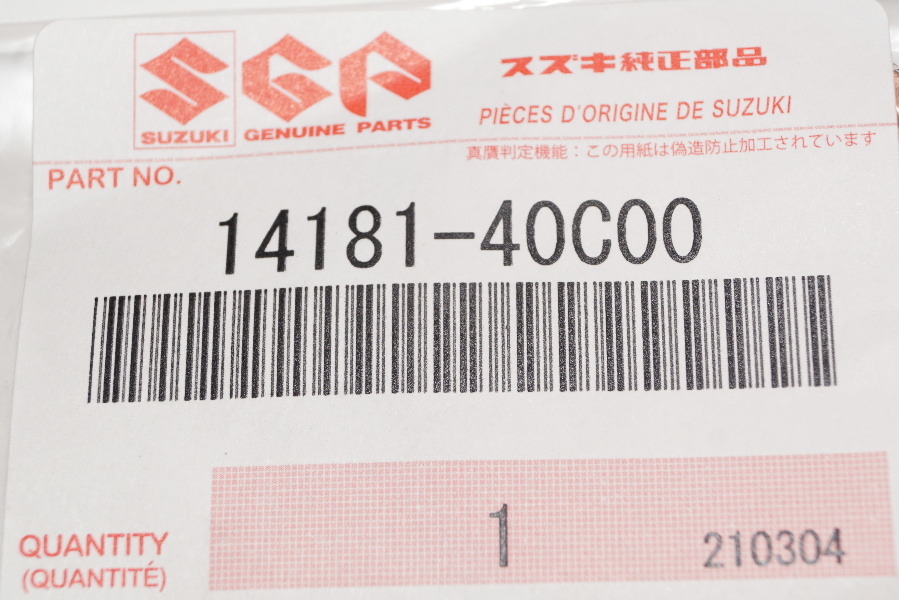 SGP
スズキ純正部品
SUZUKI
GENUINE PARTS
PIÈCES D'ORIGINE DE SUZUKI
真贋判定機能：この用紙は偽造防止加工されています
PART NO.
14181-40C00
QUANTITY
(QUANTITÉ)
1
210304